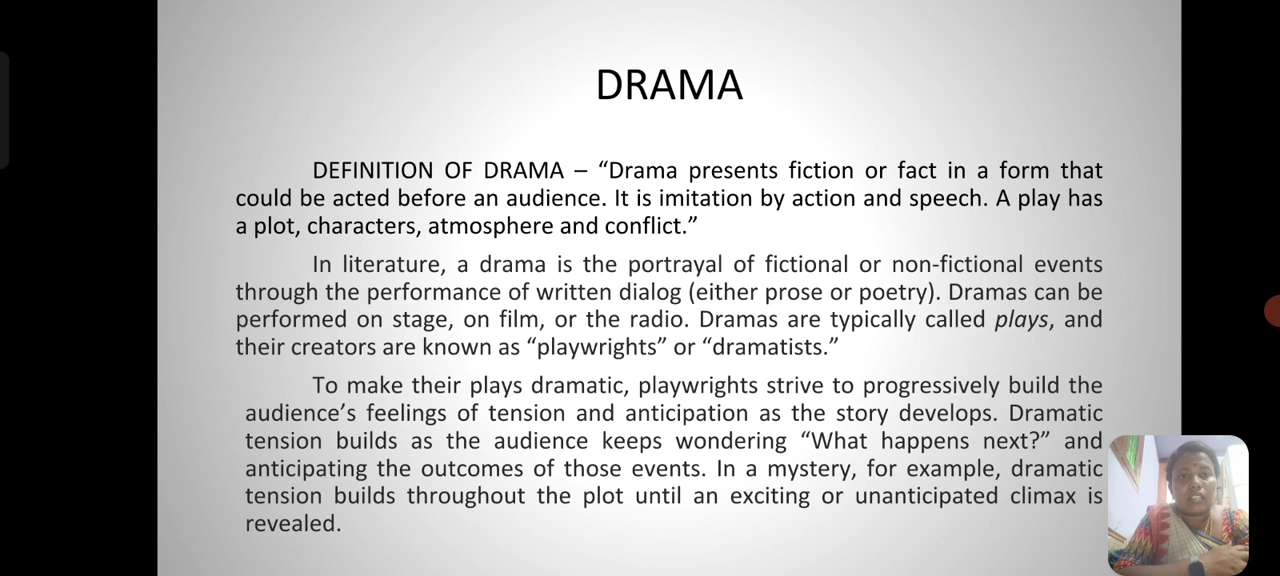 DRAMA
DEFINITION OF DRAMA – “Drama presents fiction or fact in a form that
could be acted before an audience. It is imitation by action and speech. A play has
a plot, characters, atmosphere and conflict.”
In literature, a drama is the portrayal of fictional or non-fictional events
through the performance of written dialog (either prose or poetry). Dramas can be
performed on stage, on film, or the radio. Dramas are typically called plays, and
their creators are known as “playwrights” or “dramatists.”
To make their plays dramatic, playwrights strive to progressively build the
audience’s feelings of tension and anticipation as the story develops. Dramatic
tension builds as the audience keeps wondering “What happens next?” and
anticipating the outcomes of those events. In a mystery, for example, dramatic
tension builds throughout the plot until an exciting or unanticipated climax is
revealed.